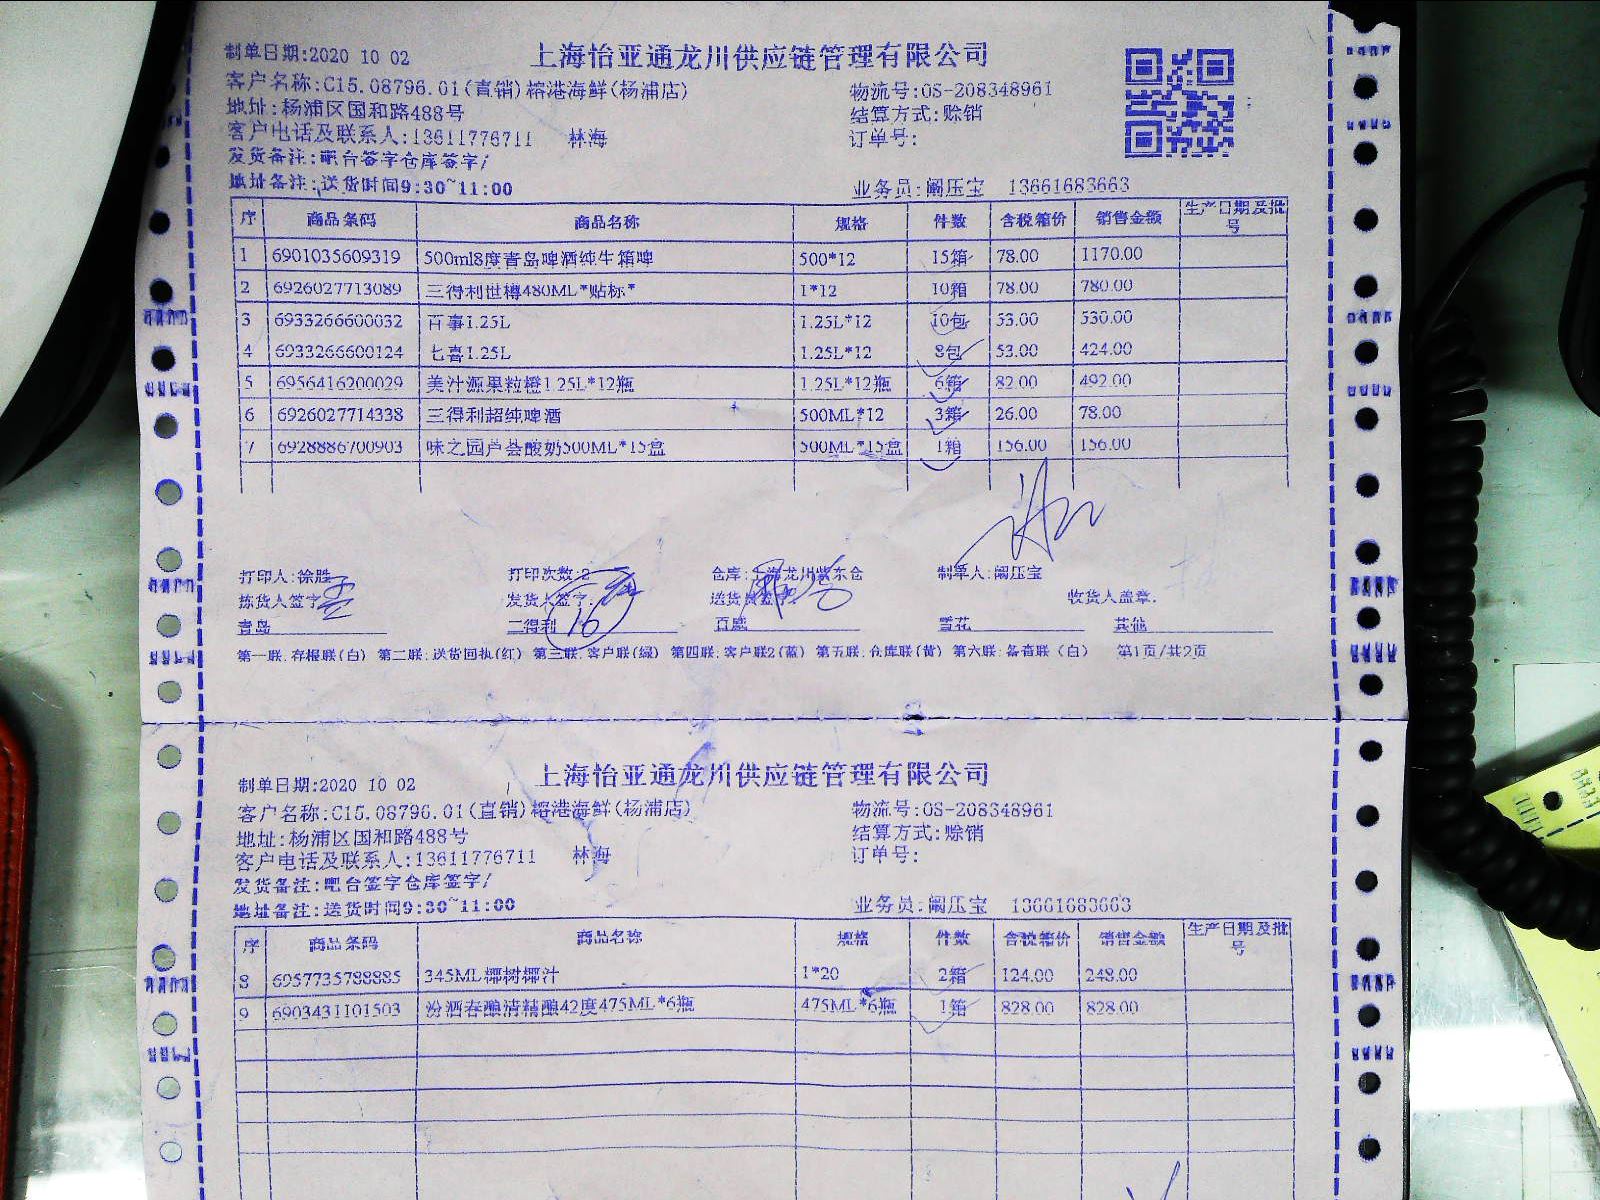 制单日期:2020 10 02
上海怡亚通龙川供应链管理有限公司
客户名称:C15.08796.01(直销)榕港海鲜(杨浦店)
物流号:OS-208348961
地址:杨浦区国和路488号
结算方式:赊销
客户电话及联系人:13611776711 林海
订单号:
发货备注:吧台签字仓库签字/
地址备注:送货时间9:30~11:00
业务员:阚压宝 13661683663
序 商品条码 商品名称 规格 件数 含税箱价 销售金额 生产日期及批号
1 6901035609319 500ml8度青岛啤酒纯生箱啤 500*12 15箱 78.00 1170.00
2 6926027713089 三得利世樽480ML*贴标* 1*12 10箱 78.00 780.00
3 6933266600032 百事1.25L 1.25L*12 10包 53.00 530.00
4 6933266600124 七喜1.25L 1.25L*12 8包 53.00 424.00
5 6956416200029 美汁源果粒橙1.25L*12瓶 1.25L*12瓶 6箱 82.00 492.00
6 6926027714338 三得利超纯啤酒 500ML*12 3箱 26.00 78.00
7 6928886700903 味之园芦荟酸奶500ML*15盒 500ML*15盒 1箱 156.00 156.00
打印人:徐胜 打印次数:2 仓库:上海龙川紫东仓 制单人:阚压宝
拣货人签字: 发货人签字: 送货员签字: 收货人盖章:
青岛 三得利 16 百威 雪花 其他
第一联:存根联(白) 第二联:送货回执(红) 第三联:客户联(绿) 第四联:客户联2(蓝) 第五联:仓库联(黄) 第六联:备查联(白) 第1页/共2页
制单日期:2020 10 02
上海怡亚通龙川供应链管理有限公司
客户名称:C15.08796.01(直销)榕港海鲜(杨浦店)
物流号:OS-208348961
地址:杨浦区国和路488号
结算方式:赊销
客户电话及联系人:13611776711 林海
订单号:
发货备注:吧台签字仓库签字/
地址备注:送货时间9:30~11:00
业务员:阚压宝 13661683663
序 商品条码 商品名称 规格 件数 含税箱价 销售金额 生产日期及批号
8 6957735788885 345ML椰树椰汁 1*20 2箱 124.00 248.00
9 6903431101503 汾酒春酿清精酿42度475ML*6瓶 475ML*6瓶 1箱 828.00 828.00